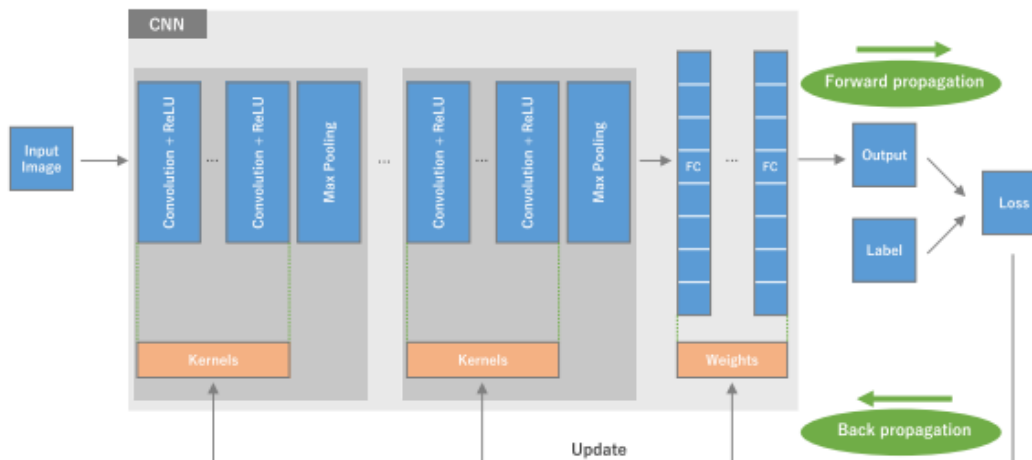 CNN
Input
Image
Convolution + ReLU
...
Convolution + ReLU
Max Pooling
...
Convolution + ReLU
...
Convolution + ReLU
Max Pooling
FC
...
FC
Forward propagation
Output
Label
Loss
Kernels
Kernels
Weights
Back propagation
Update